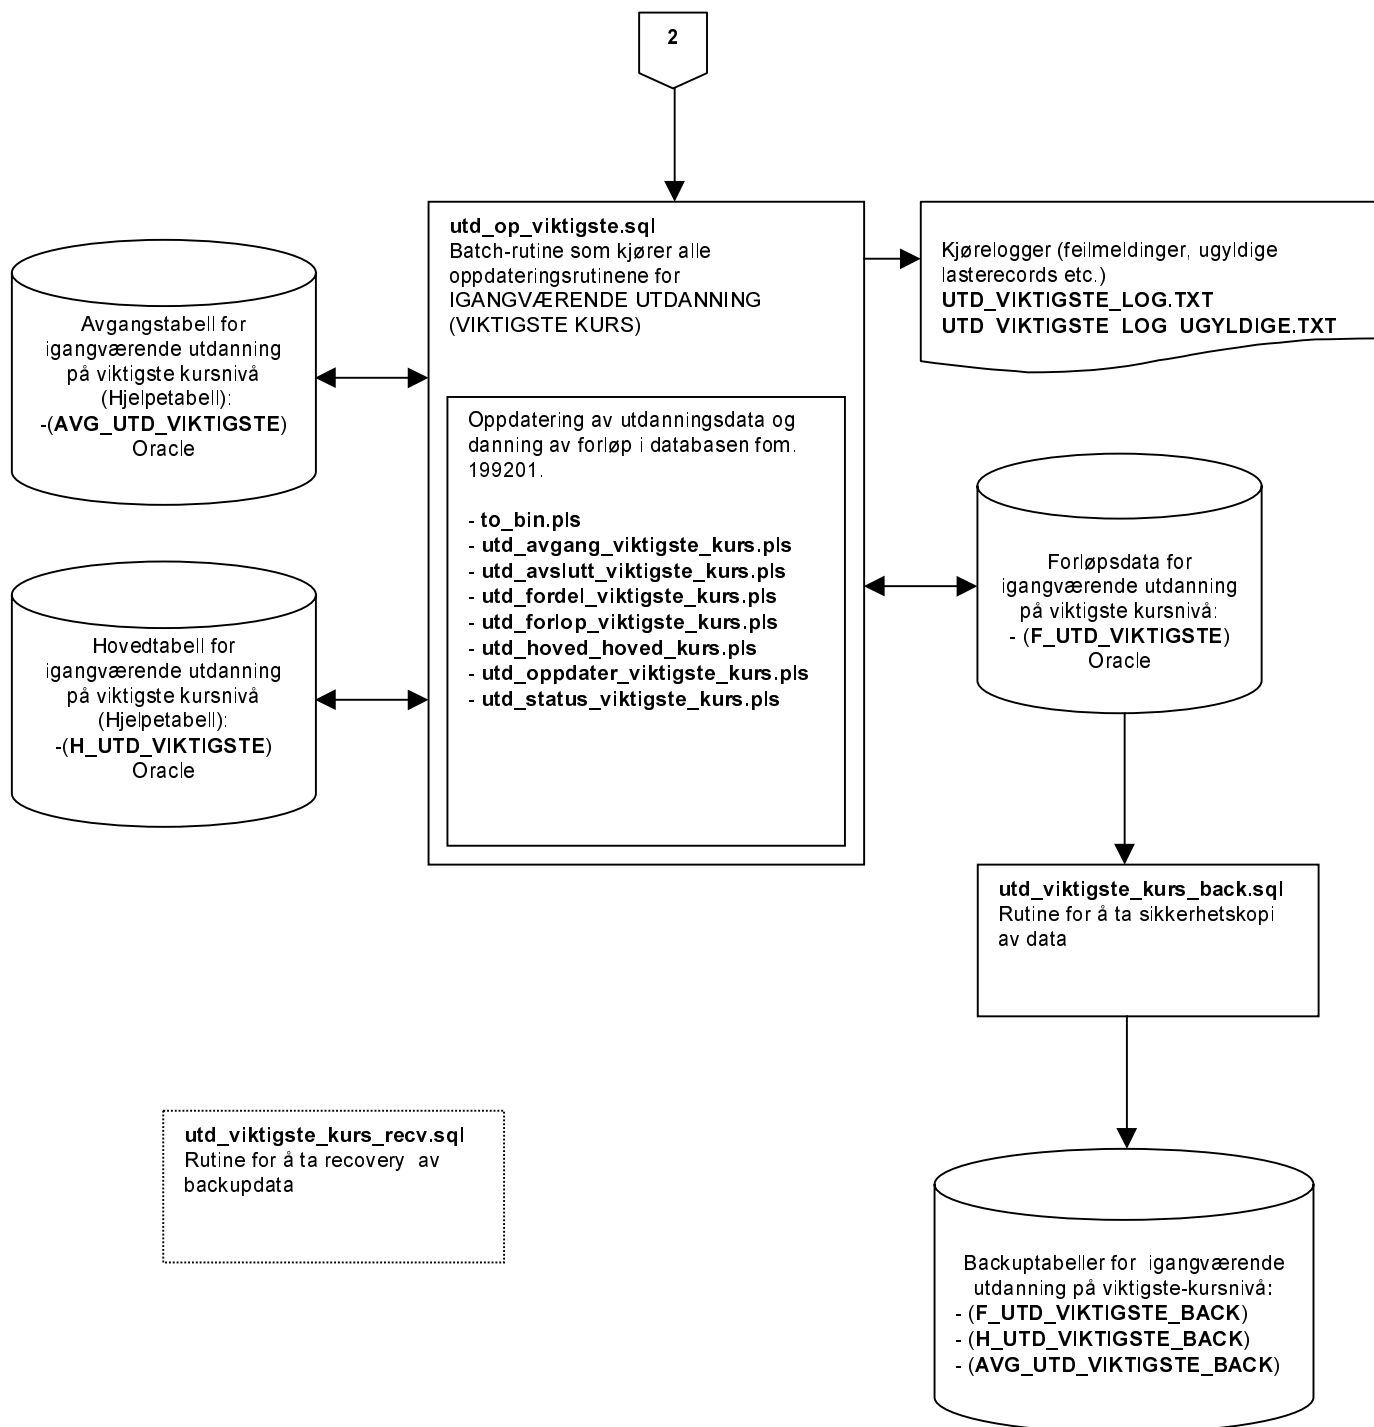 2
utd_op_viktigste.sql
Batch-rutine som kjører alle
oppdateringsrutinene for
IGANGVÆRENDE UTDANNING
(VIKTIGSTE KURS)
Kjørelogger (feilmeldinger, ugyldige
lasterecords etc.)
UTD_VIKTIGSTE_LOG.TXT
UTD_VIKTIGSTE_LOG_UGYLDIGE.TXT
Avgangstabell for
igangværende utdanning
på viktigste kursnivå
(Hjelpetabell):
-(AVG_UTD_VIKTIGSTE)
Oracle
Oppdatering av utdanningsdata og
danning av forløp i databasen fom.
199201.
- to_bin.pls
- utd_avgang_viktigste_kurs.pls
- utd_avslutt_viktigste_kurs.pls
- utd_fordel_viktigste_kurs.pls
- utd_forlop_viktigste_kurs.pls
- utd_hoved_hoved_kurs.pls
- utd_oppdater_viktigste_kurs.pls
- utd_status_viktigste_kurs.pls
Forløpsdata for
igangværende utdanning
på viktigste kursnivå:
- (F_UTD_VIKTIGSTE)
Oracle
Hovedtabell for
igangværende utdanning
på viktigste kursnivå
(Hjelpetabell):
-(H_UTD_VIKTIGSTE)
Oracle
utd_viktigste_kurs_back.sql
Rutine for å ta sikkerhetskopi
av data
utd_viktigste_kurs_recv.sql
Rutine for å ta recovery av
backupdata
Backuptabeller for igangværende
utdanning på viktigste-kursnivå:
- (F_UTD_VIKTIGSTE_BACK)
- (H_UTD_VIKTIGSTE_BACK)
- (AVG_UTD_VIKTIGSTE_BACK)